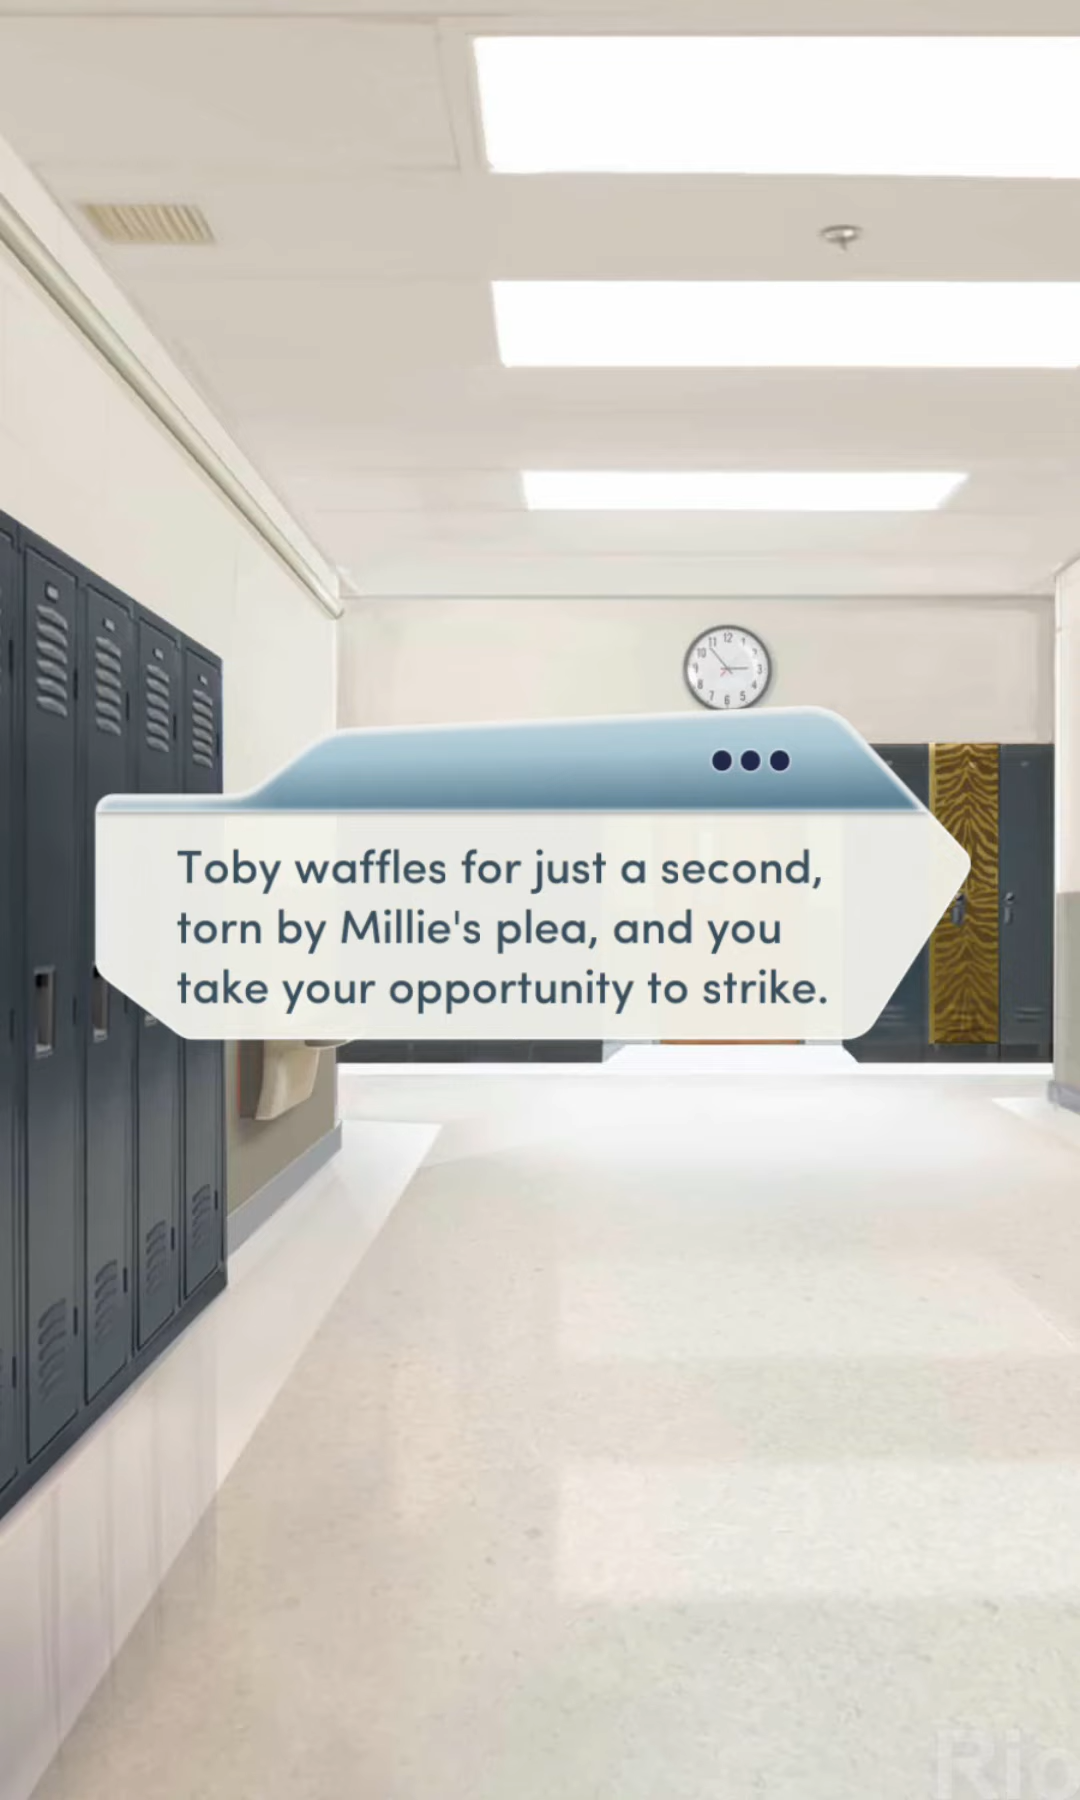 Toby waffles for just a second,
torn by Millie's plea, and you
take your opportunity to strike.